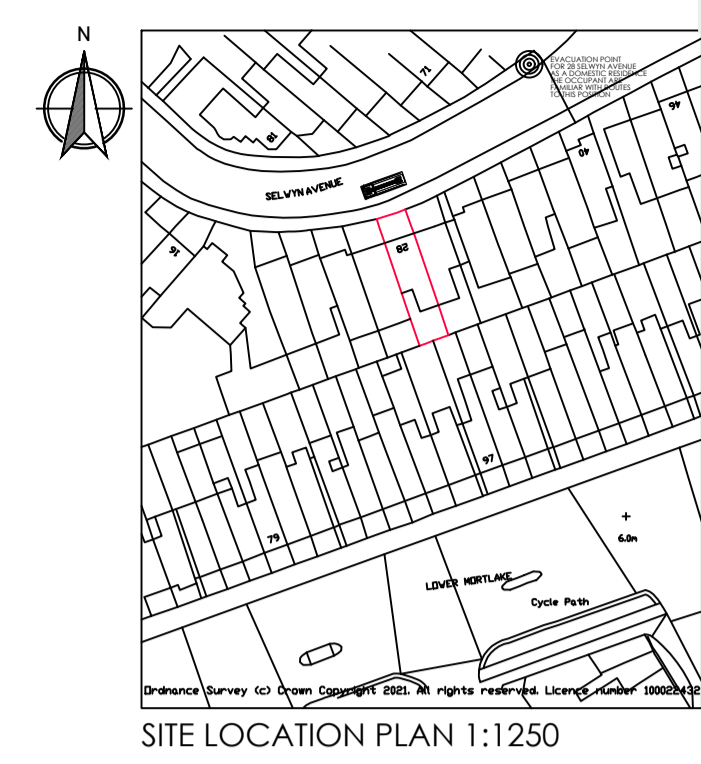 N
EVACUATION POINT
FOR 28 SELWYN AVENUE
AS A DOMESTIC RESIDENCE
THE OCCUPANT ARE
FAMILIAR WITH ROUTES
TO THIS POSITION
71
81
46
40
SELWYN AVENUE
28
16
97
79
6.0m
LOWER MORTLAKE
Cycle Path
Ordnance Survey (c) Crown Copyright 2021. All rights reserved. Licence number 100022432
SITE LOCATION PLAN 1:1250